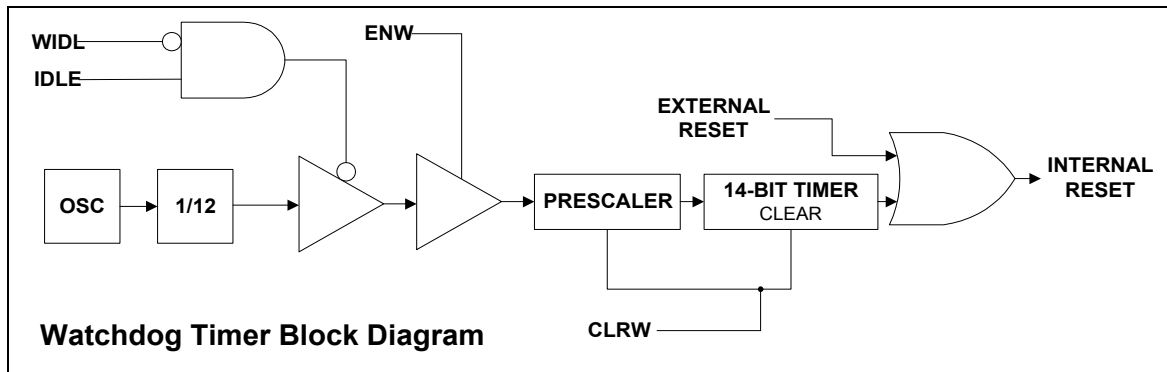 WIDL
IDLE
ENW
EXTERNAL
RESET
INTERNAL
RESET
OSC
1/12
PRESCALER
14-BIT TIMER
CLEAR
CLRW
Watchdog Timer Block Diagram